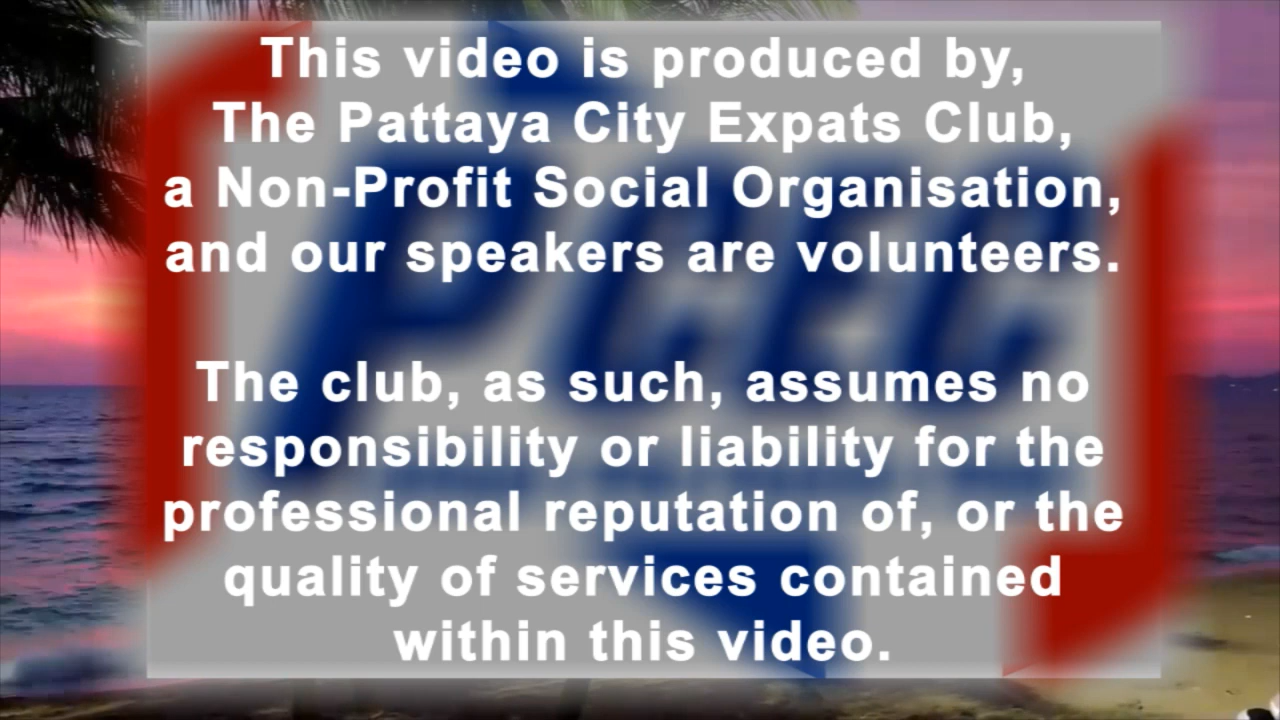 This video is produced by,
The Pattaya City Expats Club,
a Non-Profit Social Organisation,
and our speakers are volunteers.
The club, as such, assumes no
responsibility or liability for the
professional reputation of, or the
quality of services contained
within this video.